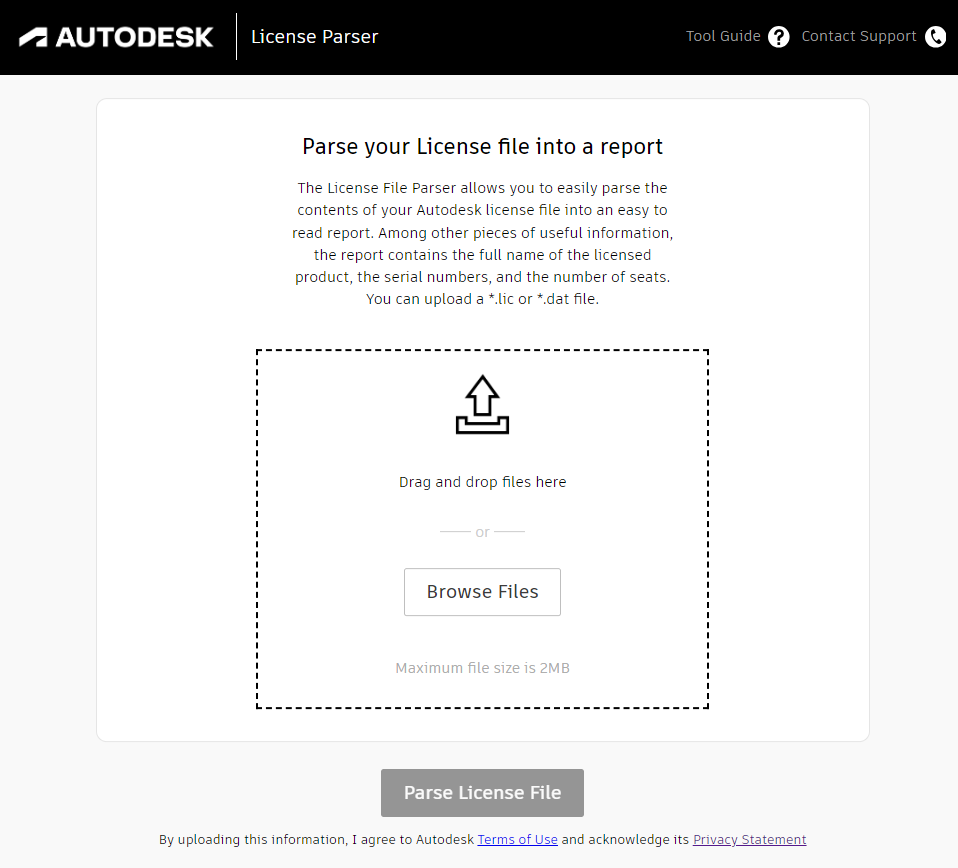 AUTODESK License Parser Tool Guide ? Contact Support
Parse your License file into a report
The License File Parser allows you to easily parse the
contents of your Autodesk license file into an easy to
read report. Among other pieces of useful information,
the report contains the full name of the licensed
product, the serial numbers, and the number of seats.
You can upload a *.lic or *.dat file.
Drag and drop files here
or
Browse Files
Maximum file size is 2MB
Parse License File
By uploading this information, I agree to Autodesk Terms of Use and acknowledge its Privacy Statement